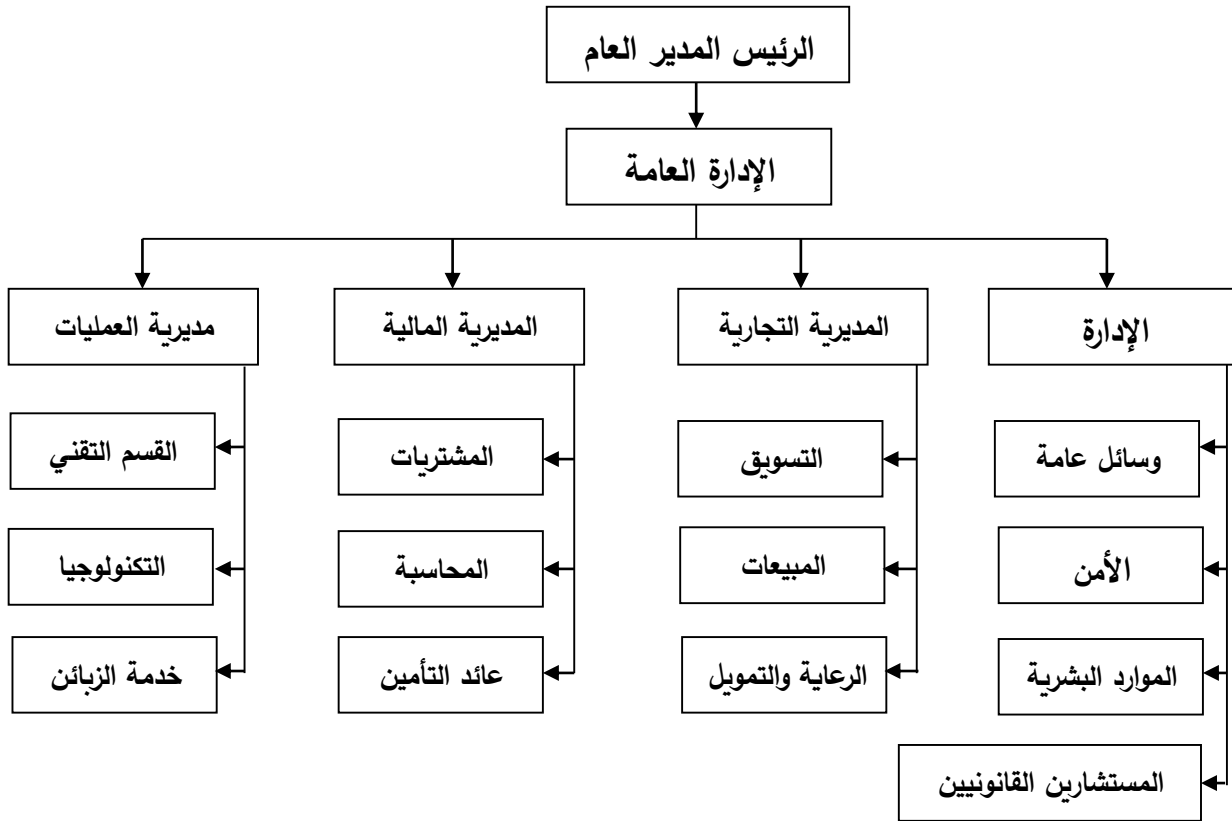 الرئيس المدير العام
الإدارة العامة
الإدارة
المديرية التجارية
المديرية المالية
مديرية العمليات
وسائل عامة
التسويق
المشتريات
القسم التقني
الأمن
المبيعات
المحاسبة
التكنولوجيا
الموارد البشرية
الرعاية والتمويل
عائد التأمين
خدمة الزبائن
المستشارين القانونيين